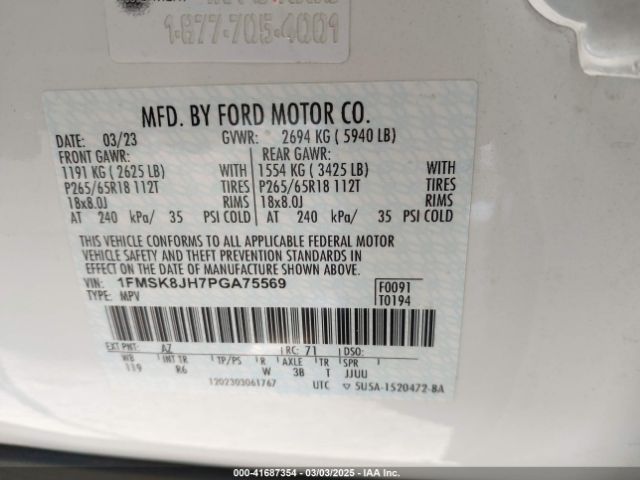 1-877-705-4001
MFD. BY FORD MOTOR CO.
DATE: 03/23 GVWR: 2694 KG ( 5940 LB)
FRONT GAWR: REAR GAWR:
1191 KG ( 2625 LB) WITH 1554 KG ( 3425 LB) WITH
P265/65R18 112T TIRES P265/65R18 112T TIRES
18x8.0J RIMS 18x8.0J RIMS
AT 240 kPa/ 35 PSI COLD AT 240 kPa/ 35 PSI COLD
THIS VEHICLE CONFORMS TO ALL APPLICABLE FEDERAL MOTOR
VEHICLE SAFETY AND THEFT PREVENTION STANDARDS IN
EFFECT ON THE DATE OF MANUFACTURE SHOWN ABOVE.
VIN: 1FMSK8JH7PGA75569 F0091
TYPE: MPV T0194
EXT PNT: AZ RC: 71 DSO:
WB INT TR TP/PS R AXLE TR SPR
119 R6 W 3B T JJUU
1202303061767 UTC 5U5A-1520472-BA
000-41687354 - 03/03/2025 - IAA Inc.